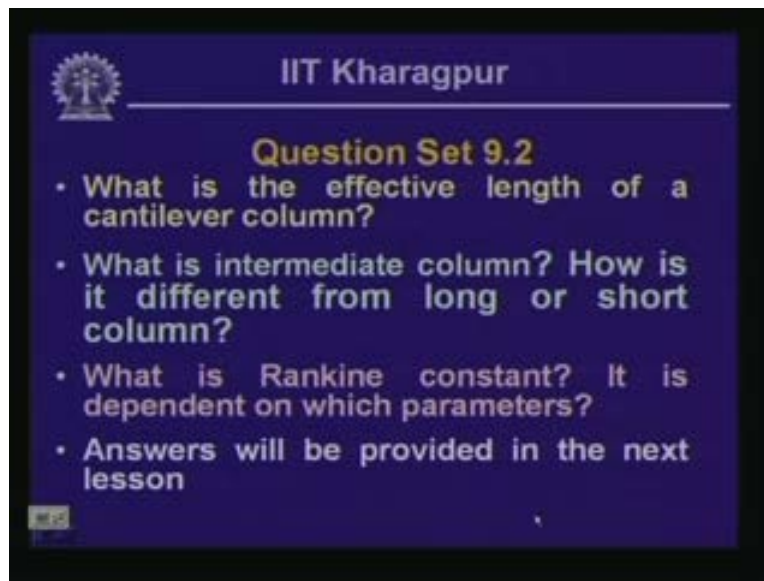 IIT Kharagpur
Question Set 9.2
• What is the effective length of a
cantilever column?
• What is intermediate column? How is
it different from long or short
column?
• What is Rankine constant? It is
dependent on which parameters?
• Answers will be provided in the next
lesson